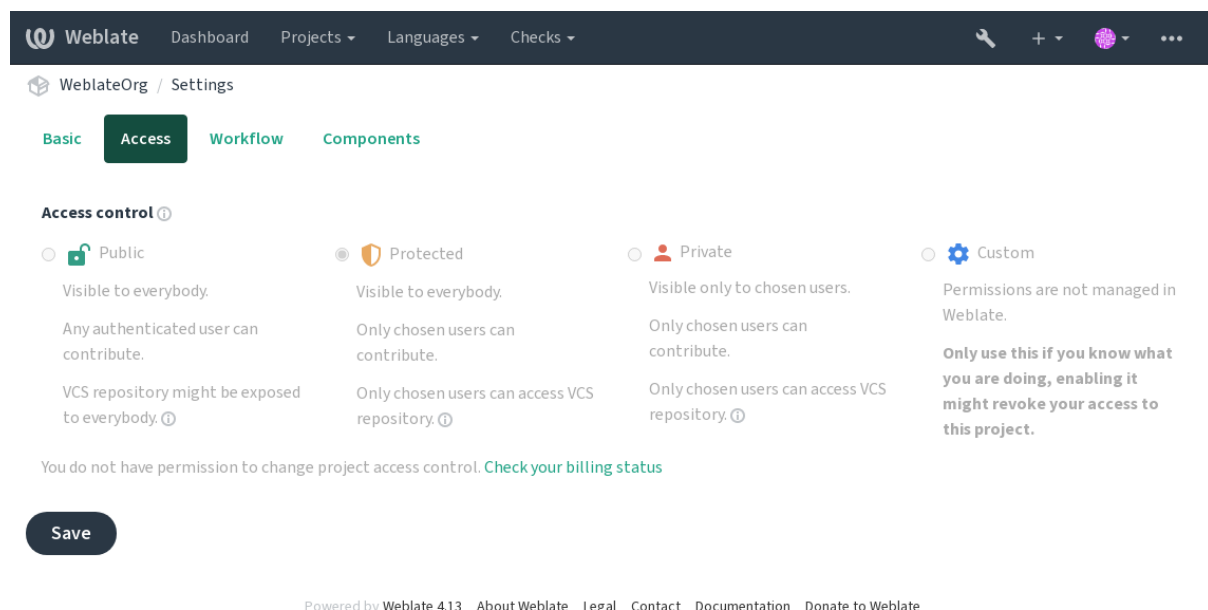 Weblate Dashboard Projects Languages Checks
WeblateOrg / Settings
Basic Access Workflow Components
Access control
Public
Visible to everybody.
Any authenticated user can
contribute.
VCS repository might be exposed
to everybody.
Protected
Visible to everybody.
Only chosen users can
contribute.
Only chosen users can access VCS
repository.
Private
Visible only to chosen users.
Only chosen users can
contribute.
Only chosen users can access VCS
repository.
Custom
Permissions are not managed in
Weblate.
Only use this if you know what
you are doing, enabling it
might revoke your access to
this project.
You do not have permission to change project access control. Check your billing status
Save
Powered by Weblate 4.13 About Weblate Legal Contact Documentation Donate to Weblate